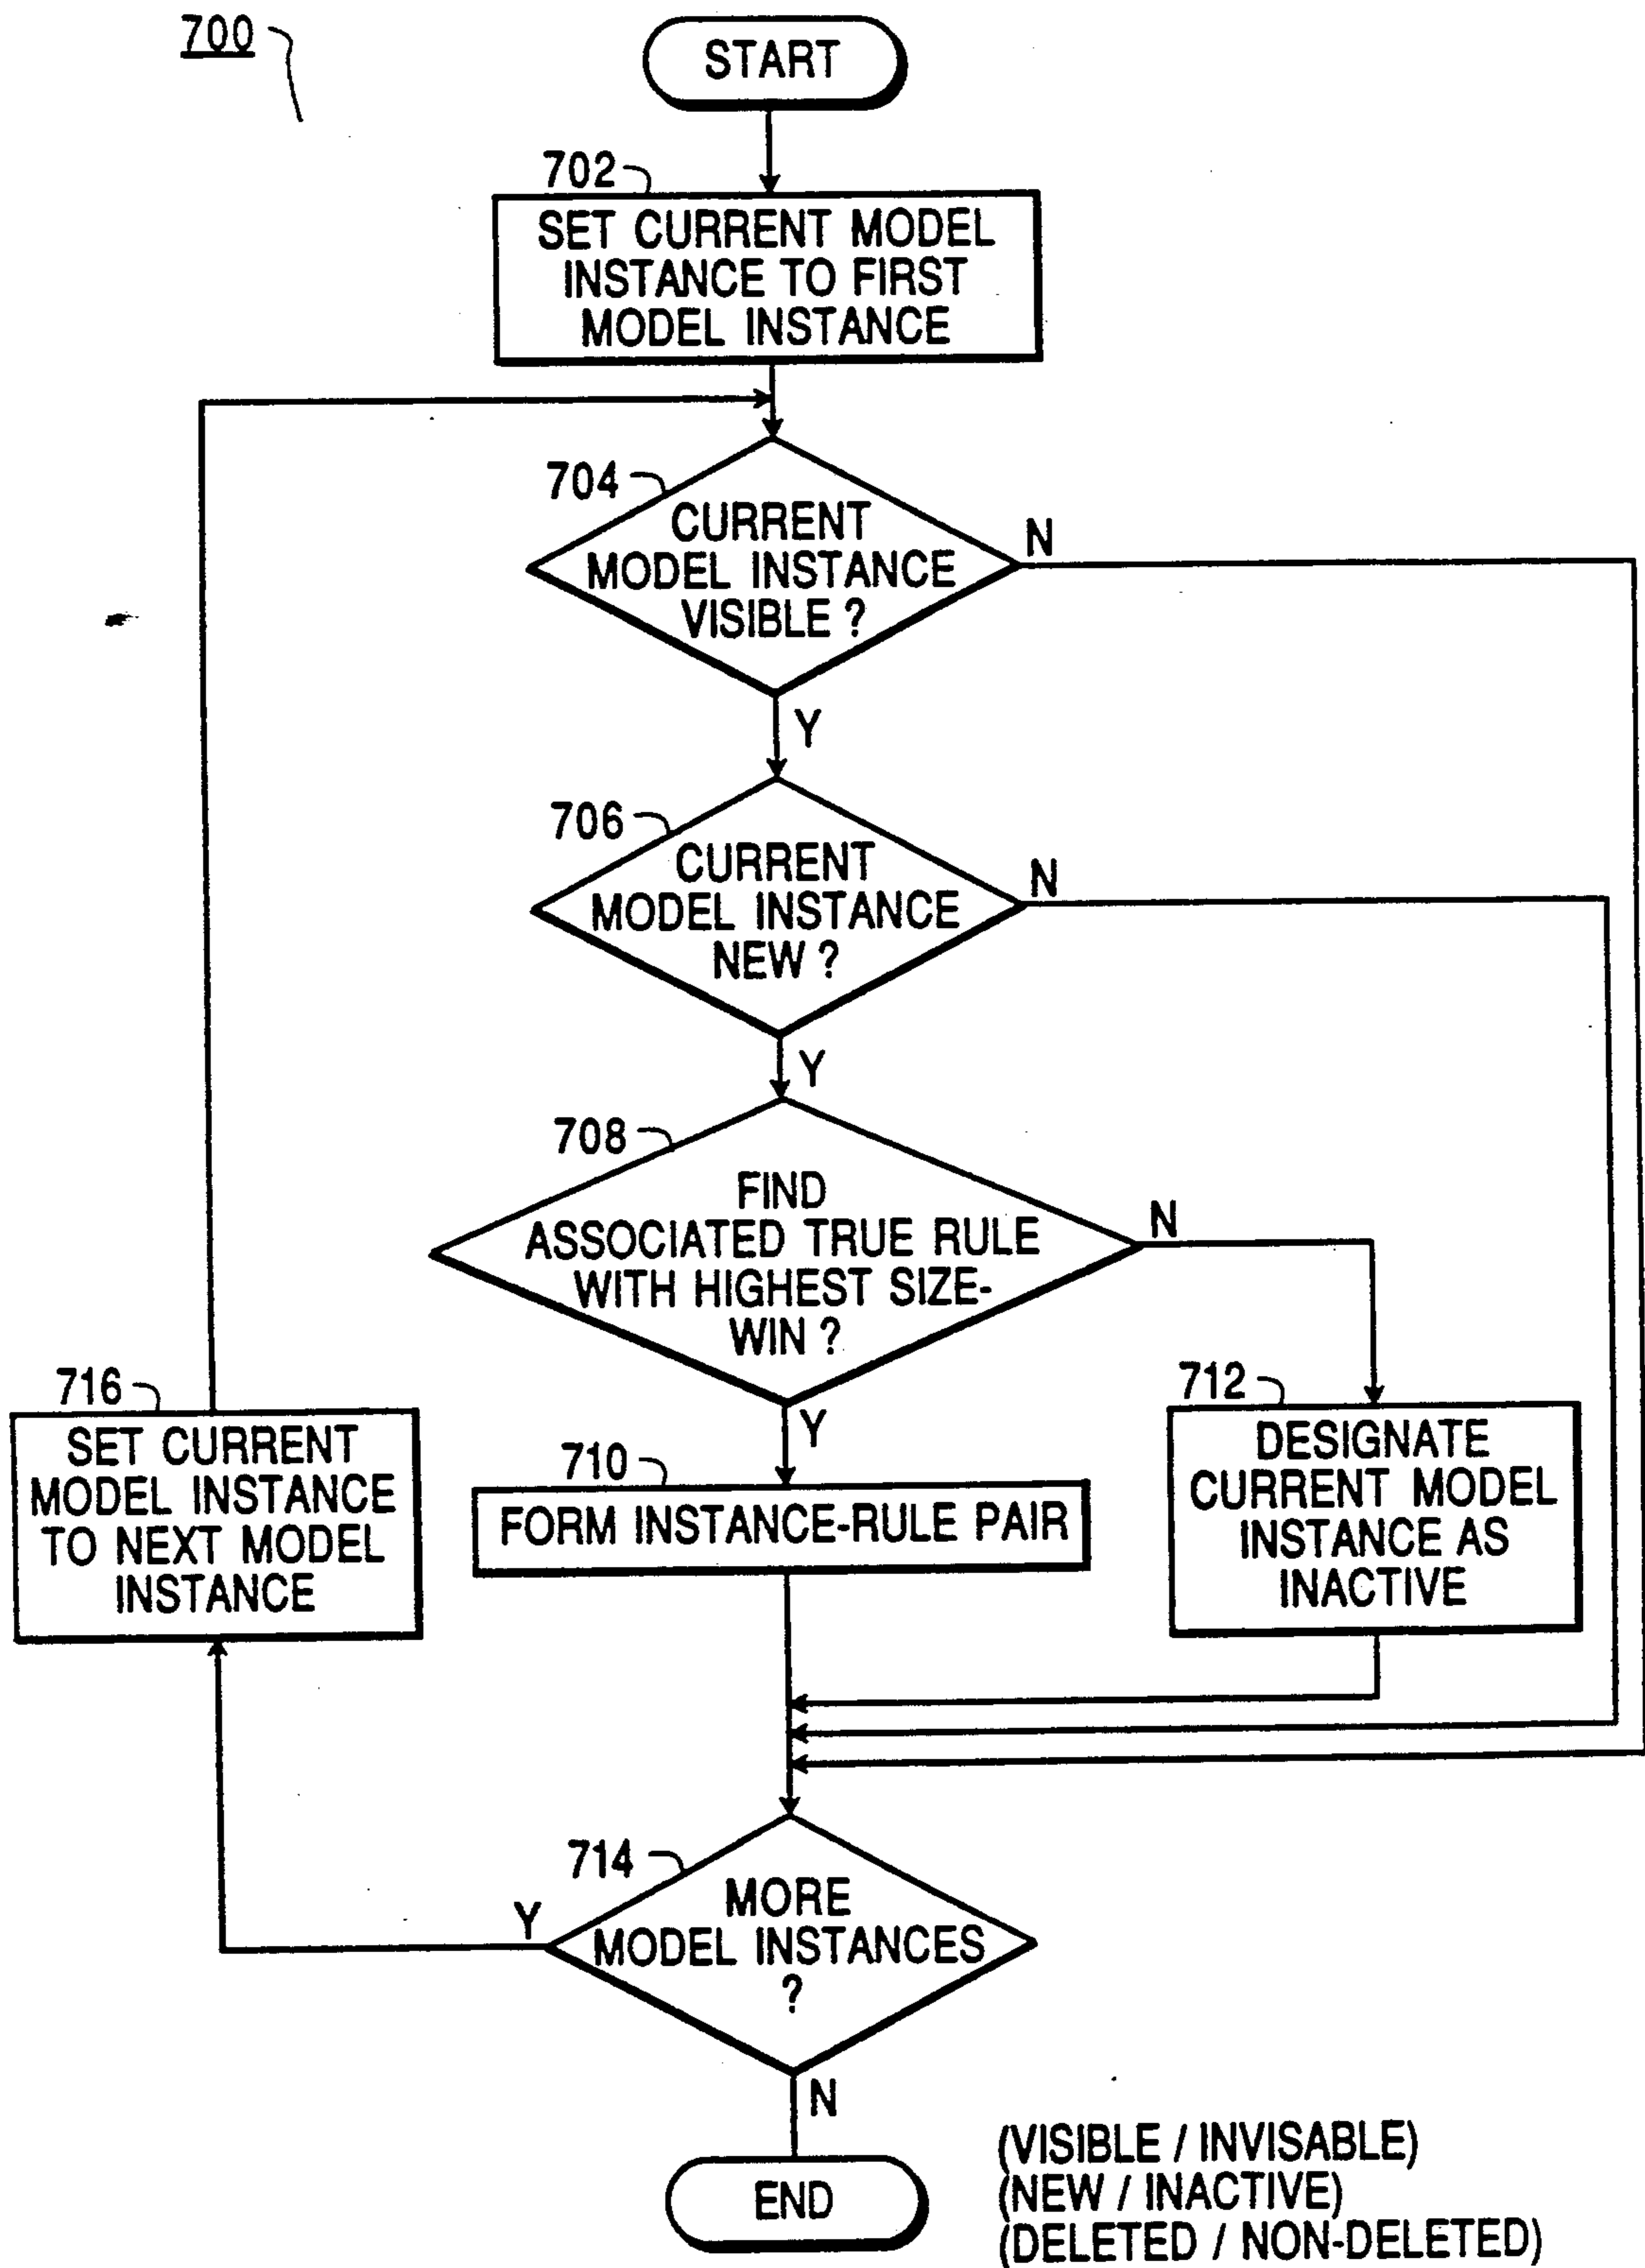 700
START
702
SET CURRENT MODEL
INSTANCE TO FIRST
MODEL INSTANCE
704
CURRENT
MODEL INSTANCE
VISIBLE ?
N
Y
706
CURRENT
MODEL INSTANCE
NEW ?
N
Y
708
FIND
ASSOCIATED TRUE RULE
WITH HIGHEST SIZE-
WIN ?
N
Y
716
SET CURRENT
MODEL INSTANCE
TO NEXT MODEL
INSTANCE
710
FORM INSTANCE-RULE PAIR
712
DESIGNATE
CURRENT MODEL
INSTANCE AS
INACTIVE
714
MORE
MODEL INSTANCES
?
Y
N
END
(VISIBLE / INVISABLE)
(NEW / INACTIVE)
(DELETED / NON-DELETED)